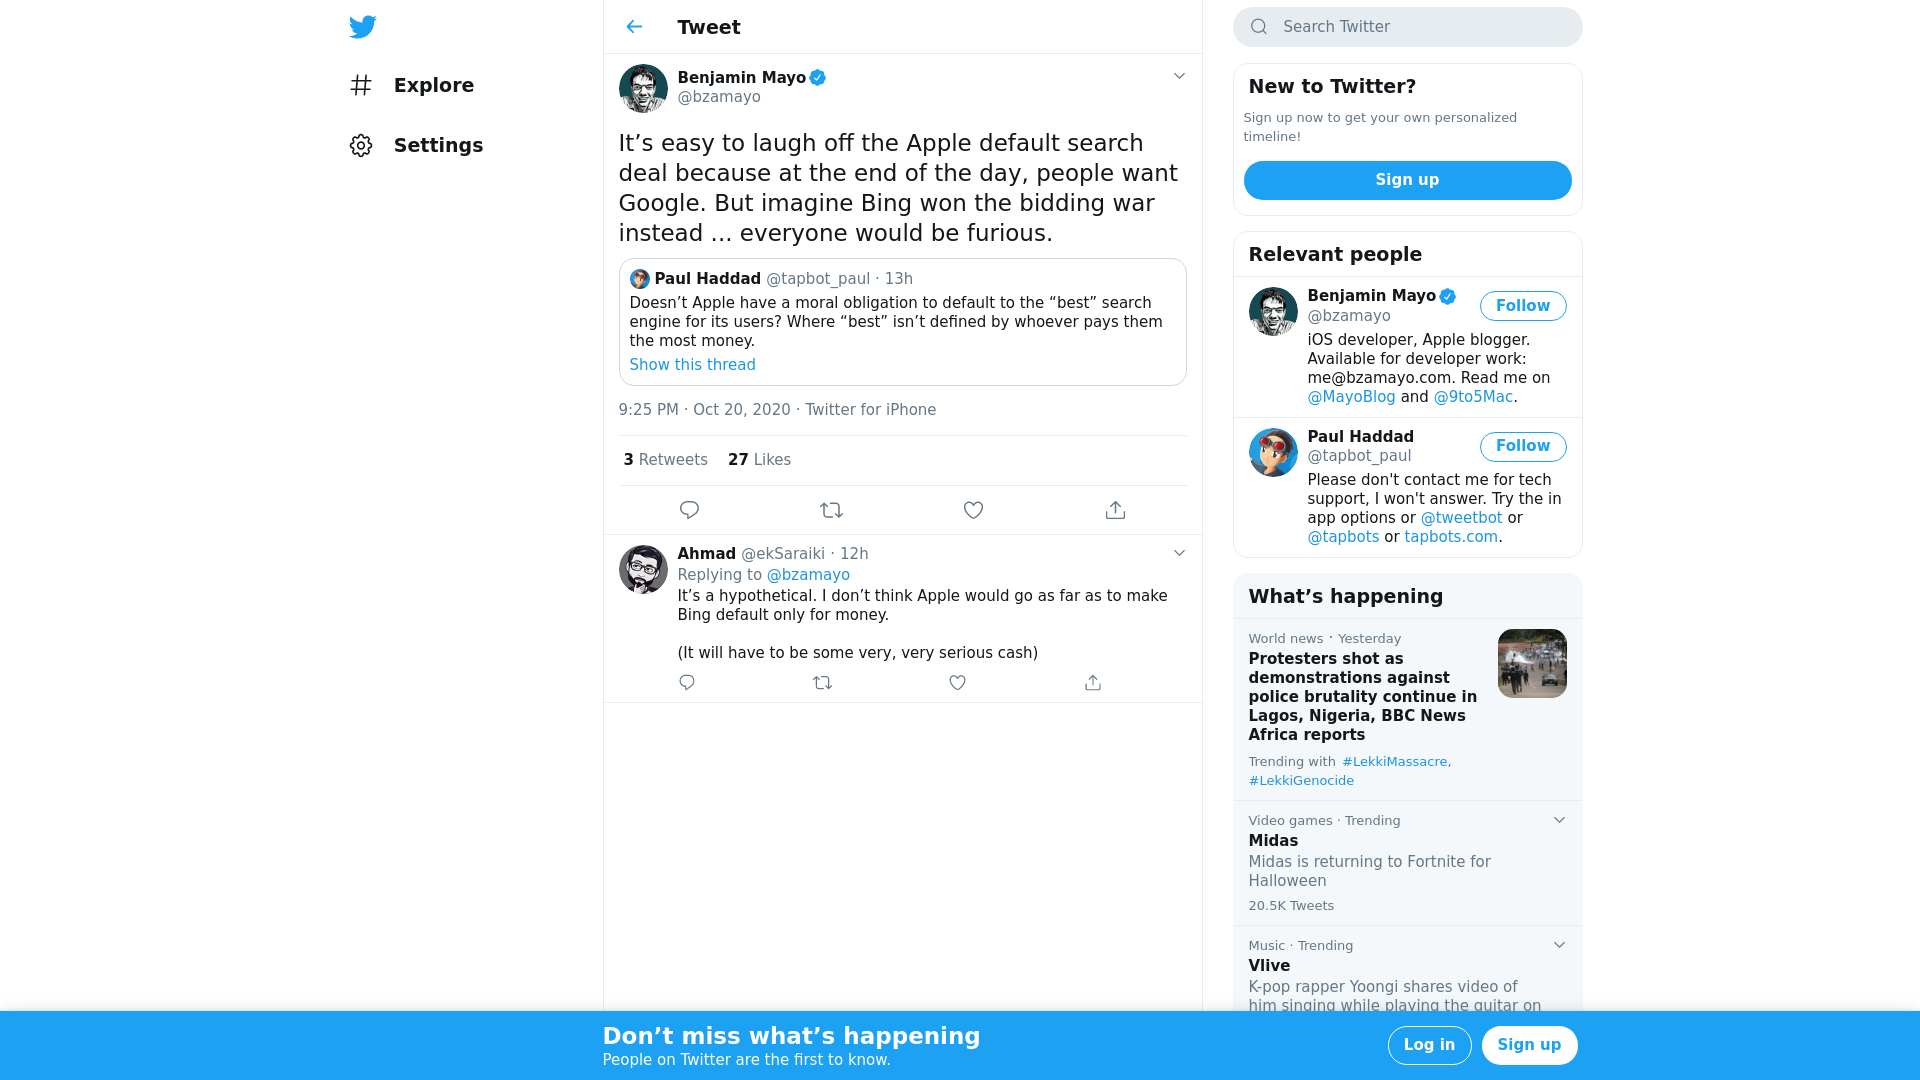 Explore
Settings
Tweet
Benjamin Mayo
@bzamayo
It’s easy to laugh off the Apple default search
deal because at the end of the day, people want
Google. But imagine Bing won the bidding war
instead ... everyone would be furious.
Paul Haddad @tapbot_paul · 13h
Doesn’t Apple have a moral obligation to default to the “best” search
engine for its users? Where “best” isn’t defined by whoever pays them
the most money.
Show this thread
9:25 PM · Oct 20, 2020 · Twitter for iPhone
3 Retweets 27 Likes
Ahmad @ekSaraiki · 12h
Replying to @bzamayo
It’s a hypothetical. I don’t think Apple would go as far as to make
Bing default only for money.
(It will have to be some very, very serious cash)
Search Twitter
New to Twitter?
Sign up now to get your own personalized
timeline!
Sign up
Relevant people
Benjamin Mayo
@bzamayo
Follow
iOS developer, Apple blogger.
Available for developer work:
me@bzamayo.com. Read me on
@MayoBlog and @9to5Mac.
Paul Haddad
@tapbot_paul
Follow
Please don't contact me for tech
support, I won't answer. Try the in
app options or @tweetbot or
@tapbots or tapbots.com.
What’s happening
World news · Yesterday
Protesters shot as
demonstrations against
police brutality continue in
Lagos, Nigeria, BBC News
Africa reports
Trending with #LekkiMassacre,
#LekkiGenocide
Video games · Trending
Midas
Midas is returning to Fortnite for
Halloween
20.5K Tweets
Music · Trending
Vlive
K-pop rapper Yoongi shares video of
him singing while playing the guitar on
Don’t miss what’s happening
People on Twitter are the first to know.
Log in
Sign up